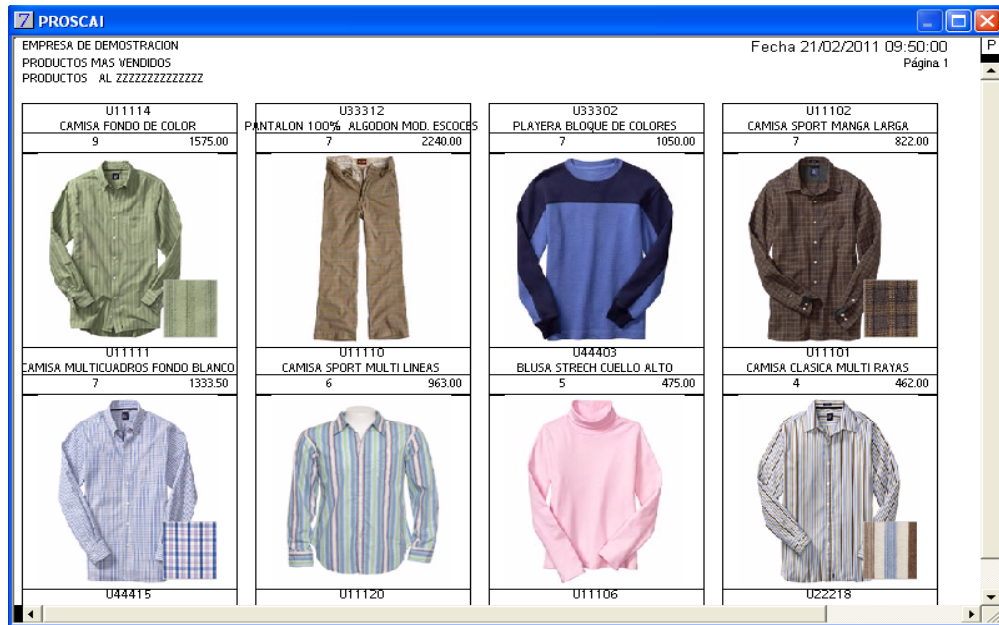 PROSCAI
EMPRESA DE DEMOSTRACION
Fecha 21/02/2011 09:50:00
P
PRODUCTOS MAS VENDIDOS
Página 1
PRODUCTOS AL ZZZZZZZZZZZZZZZ
U11114
CAMISA FONDO DE COLOR
9 1575.00
U33312
PANTALON 100% ALGODON MOD. ESCOCES
7 2240.00
U33302
PLAYERA BLOQUE DE COLORES
7 1050.00
U11102
CAMISA SPORT MANGA LARGA
7 822.00
U11111
CAMISA MULTICUADROS FONDO BLANCO
7 1333.50
U11110
CAMISA SPORT MULTI LINEAS
6 963.00
U44403
BLUSA STRECH CUELLO ALTO
5 475.00
U11101
CAMISA CLASICA MULTI RAYAS
4 462.00
U44415
U11120
U11106
U22218